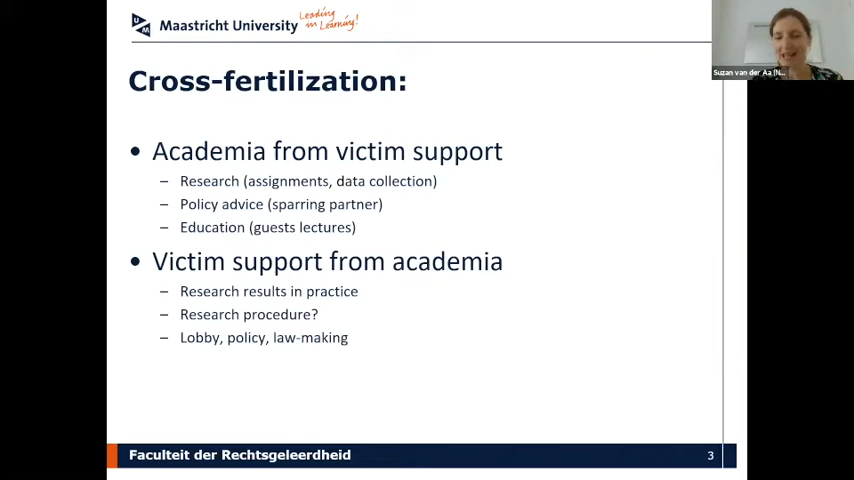 Maastricht University
Leading
in Learning!
Suzan van der Aa (N...
Cross-fertilization:
• Academia from victim support
– Research (assignments, data collection)
– Policy advice (sparring partner)
– Education (guests lectures)
• Victim support from academia
– Research results in practice
– Research procedure?
– Lobby, policy, law-making
Faculteit der Rechtsgeleerdheid
3